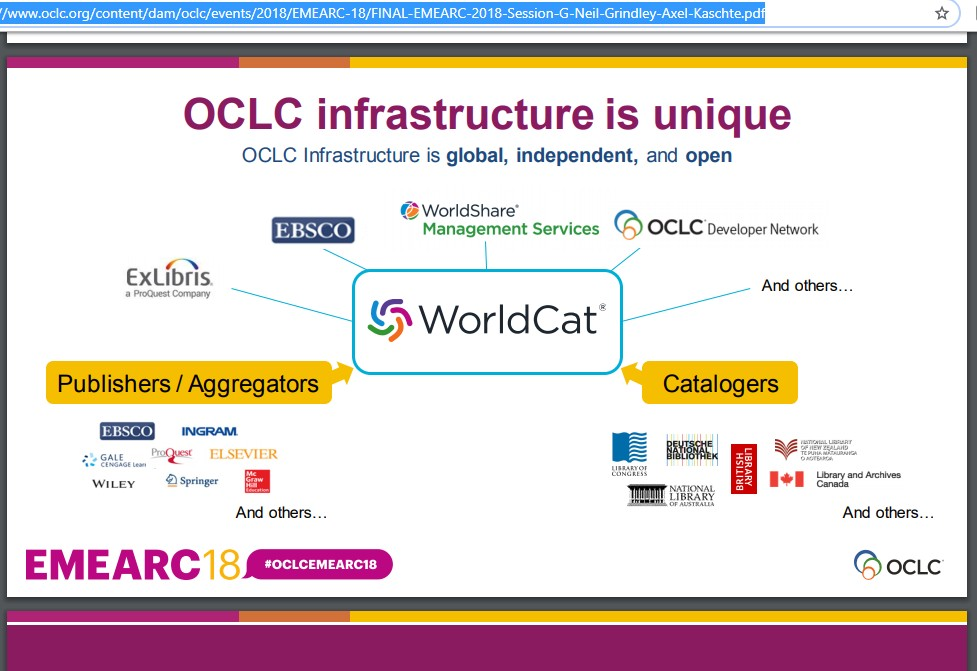 //www.oclc.org/content/dam/oclc/events/2018/EMEARC-18/FINAL-EMEARC-2018-Session-G-Neil-Grindley-Axel-Kaschte.pdf
OCLC infrastructure is unique
OCLC Infrastructure is global, independent, and open
EBSCO
WorldShare®
Management Services
OCLC® Developer Network
ExLibris
a ProQuest Company
And others…
WorldCat®
Publishers / Aggregators
Catalogers
EBSCO
INGRAM
GALE
CENGAGE Learn
ProQuest
ELSEVIER
WILEY
Springer
Mc
Graw
Hill
Education
And others…
LIBRARY OF
CONGRESS
DEUTSCHE
NATIONAL
BIBLIOTHEK
BRITISH
LIBRARY
NATIONAL LIBRARY
OF NEW ZEALAND
TE PUNA MĀTAURANGA
O AOTEAROA
Library and Archives
Canada
NATIONAL
LIBRARY
OF AUSTRALIA
And others…
EMEARC18
#OCLCEMEARC18
OCLC